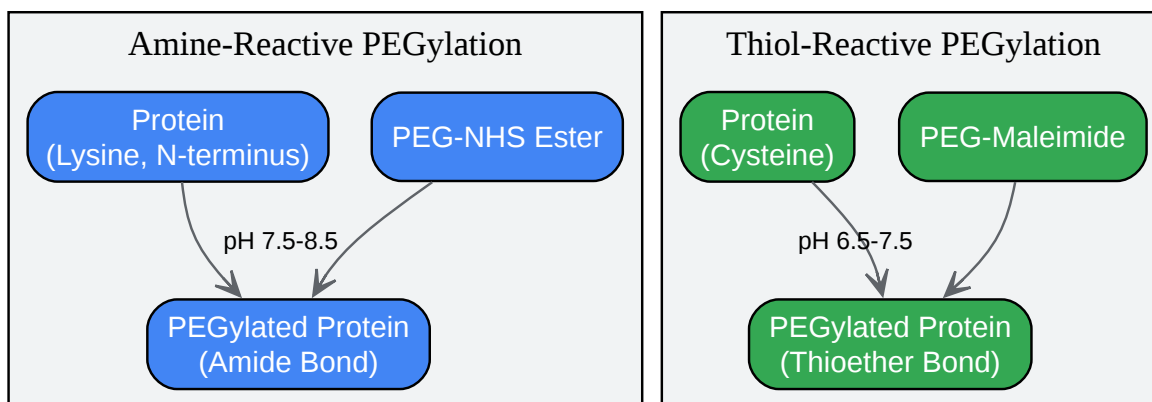 Amine-Reactive PEGylation
Protein
(Lysine, N-terminus)
PEG-NHS Ester
pH 7.5-8.5
PEGylated Protein
(Amide Bond)
Thiol-Reactive PEGylation
Protein
(Cysteine)
PEG-Maleimide
pH 6.5-7.5
PEGylated Protein
(Thioether Bond)